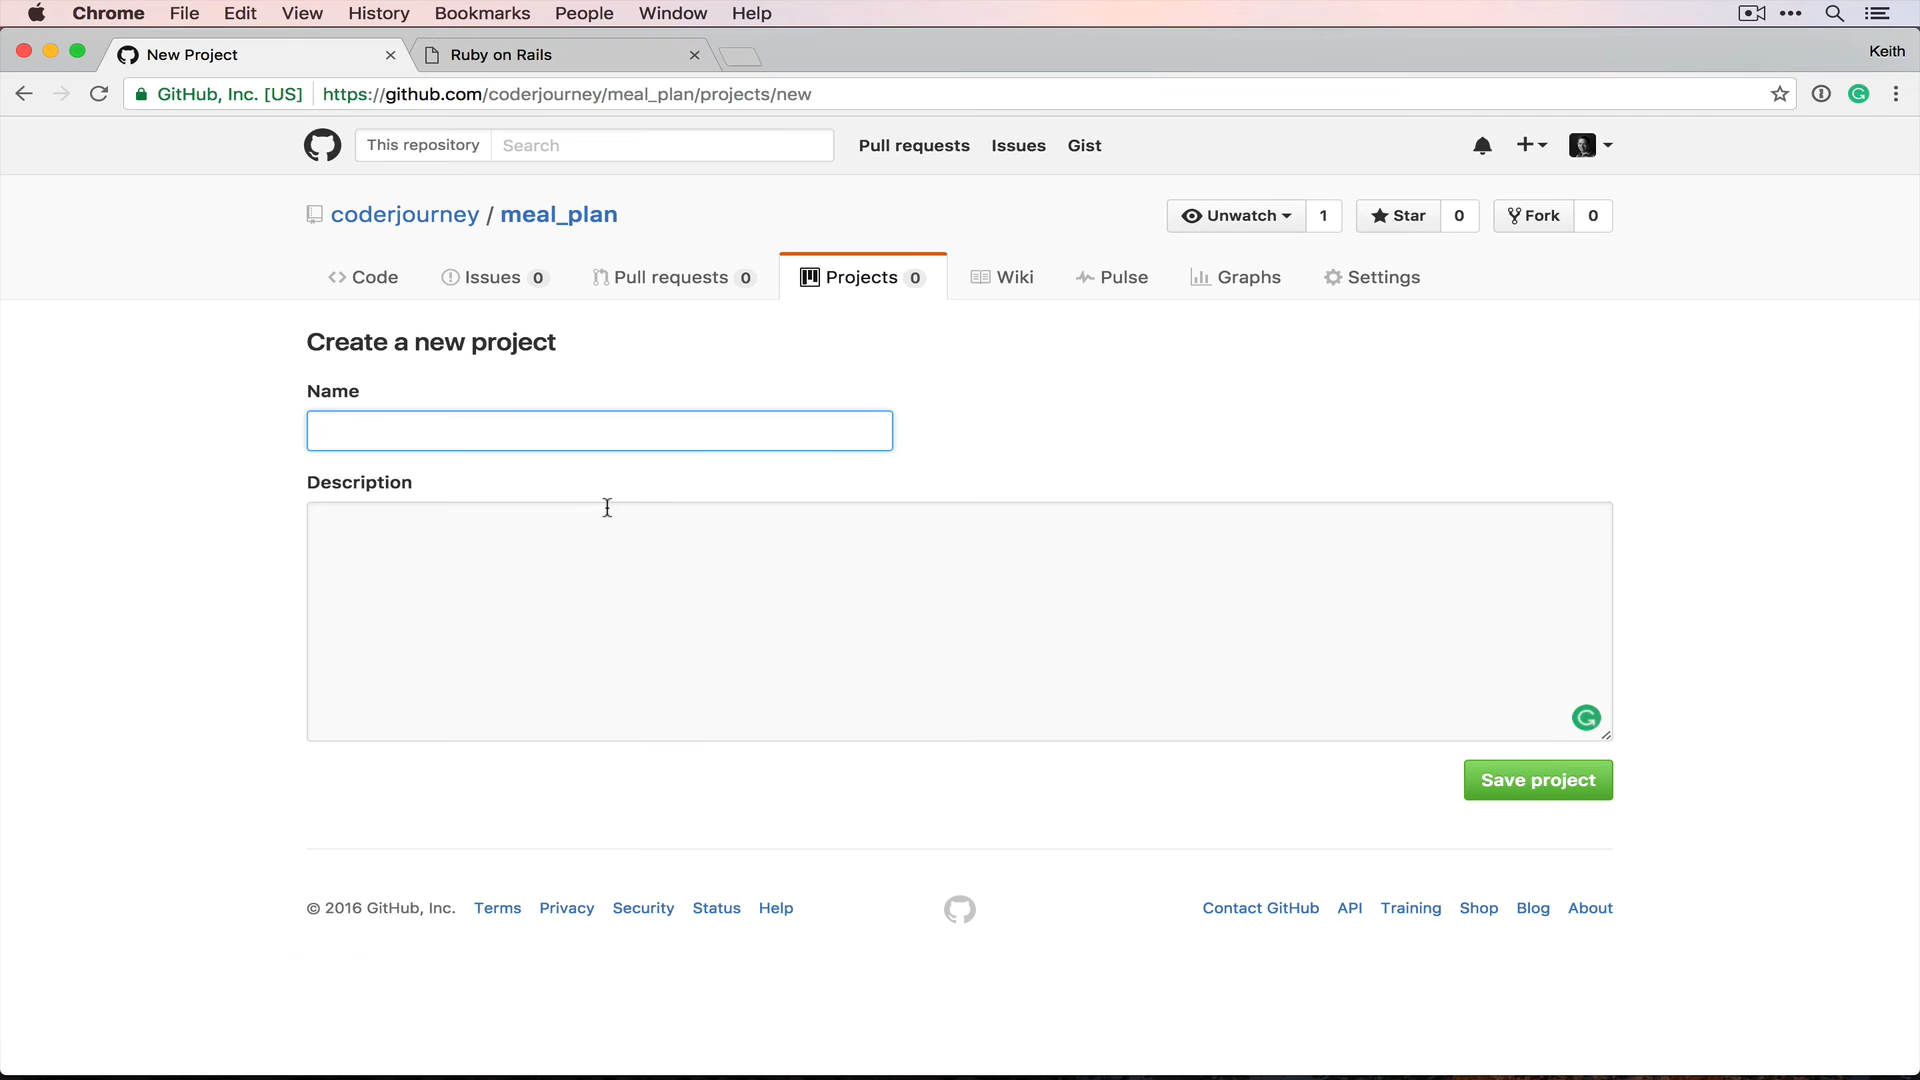 Chrome File Edit View History Bookmarks People Window Help
New Project Ruby on Rails Keith
GitHub, Inc. [US] https://github.com/coderjourney/meal_plan/projects/new
This repository Search Pull requests Issues Gist
coderjourney / meal_plan Unwatch 1 Star 0 Fork 0
Code Issues 0 Pull requests 0 Projects 0 Wiki Pulse Graphs Settings
Create a new project
Name
Description
Save project
© 2016 GitHub, Inc. Terms Privacy Security Status Help Contact GitHub API Training Shop Blog About